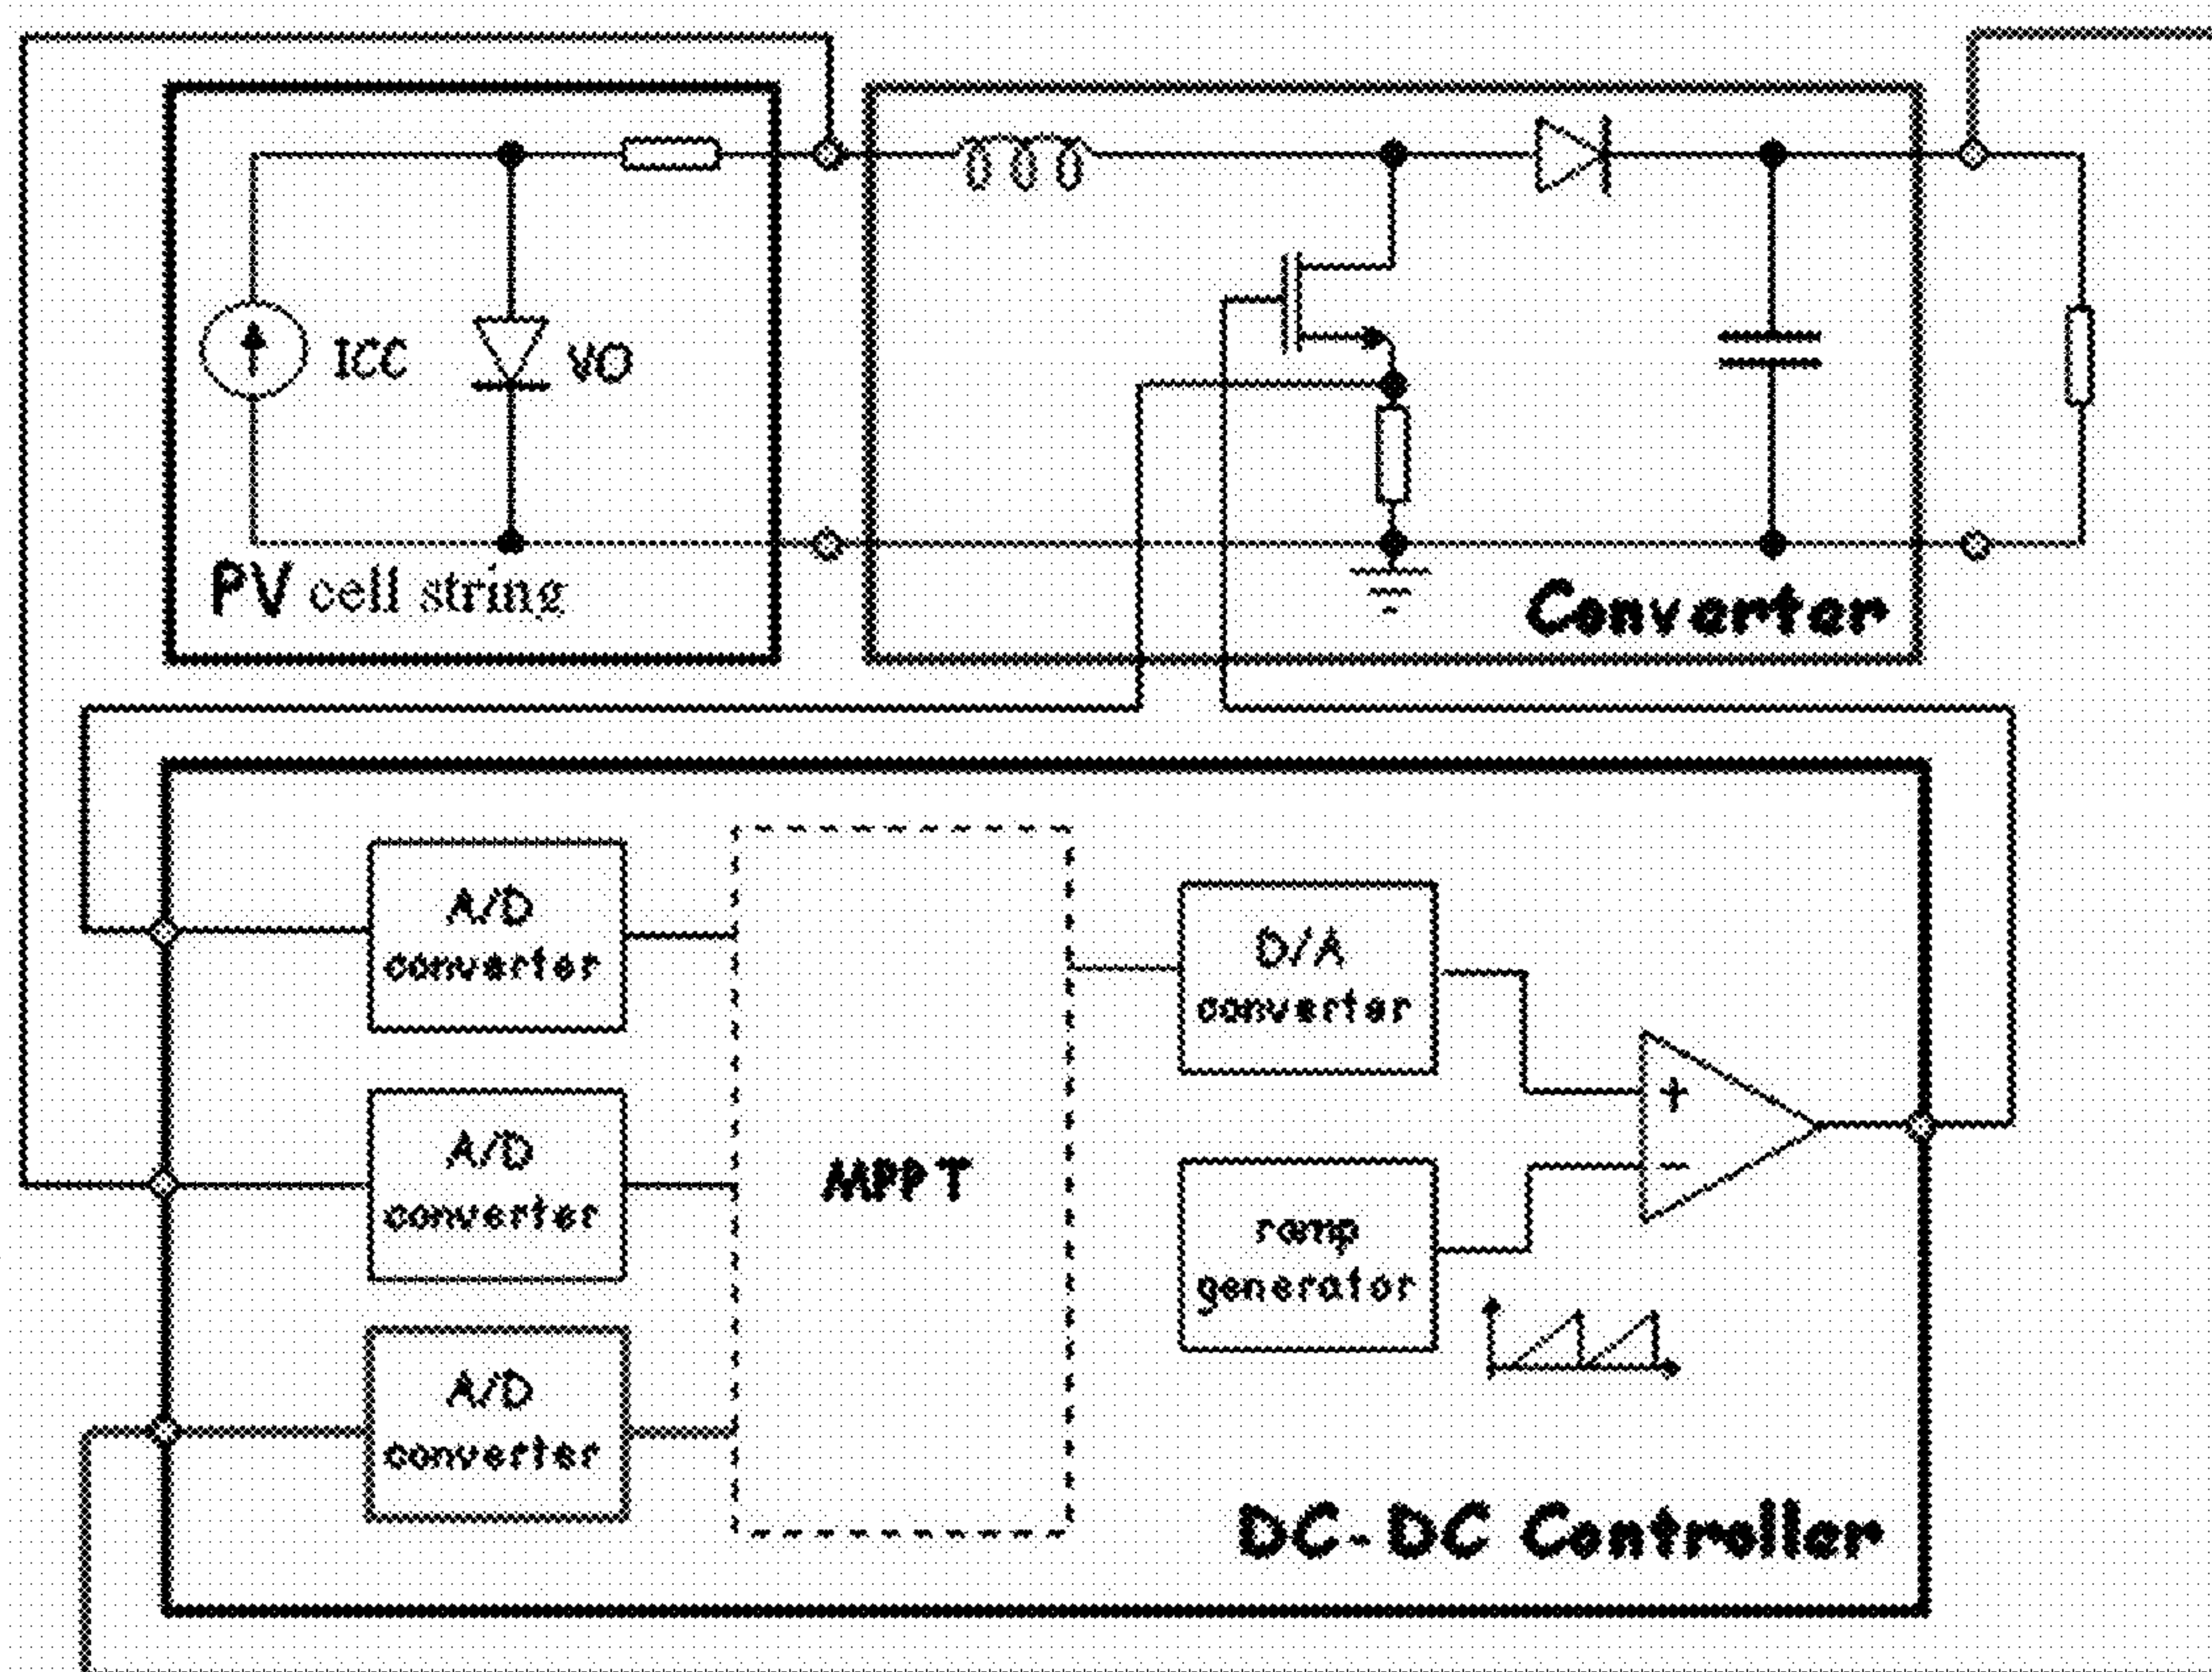 ICC
VO
PV cell string
Converter
A/D
converter
D/A
converter
A/D
converter
MPPT
ramp
generator
A/D
converter
DC-DC Controller
+
−